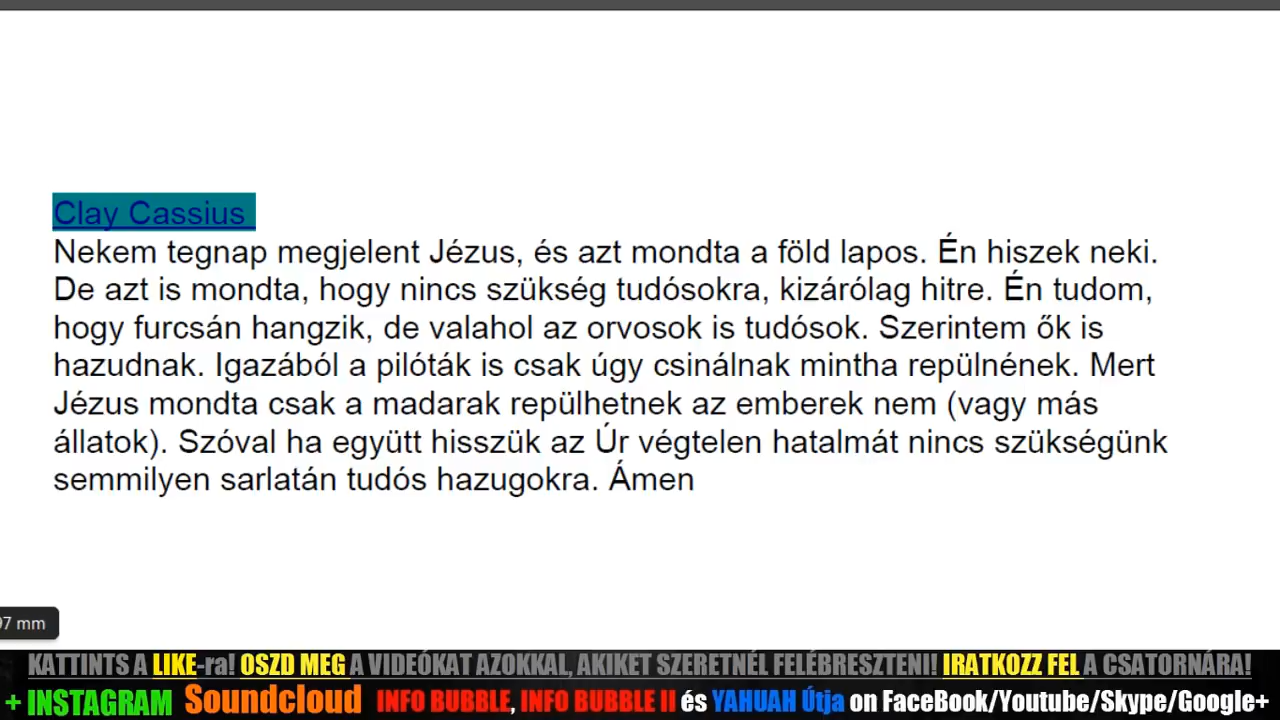 Clay Cassius
Nekem tegnap megjelent Jézus, és azt mondta a föld lapos. Én hiszek neki.
De azt is mondta, hogy nincs szükség tudósokra, kizárólag hitre. Én tudom,
hogy furcsán hangzik, de valahol az orvosok is tudósok. Szerintem ők is
hazudnak. Igazából a pilóták is csak úgy csinálnak mintha repülnének. Mert
Jézus mondta csak a madarak repülhetnek az emberek nem (vagy más
állatok). Szóval ha együtt hisszük az Úr végtelen hatalmát nincs szükségünk
semmilyen sarlatán tudós hazugokra. Ámen
97 mm
KATTINTS A LIKE-ra! OSZD MEG A VIDEÓKAT AZOKKAL, AKIKET SZERETNÉL FELÉBRESZTENI! IRATKOZZ FEL A CSATORNÁRA!
+ INSTAGRAM Soundcloud INFO BUBBLE, INFO BUBBLE II és YAHUAH Útja on FaceBook/Youtube/Skype/Google+